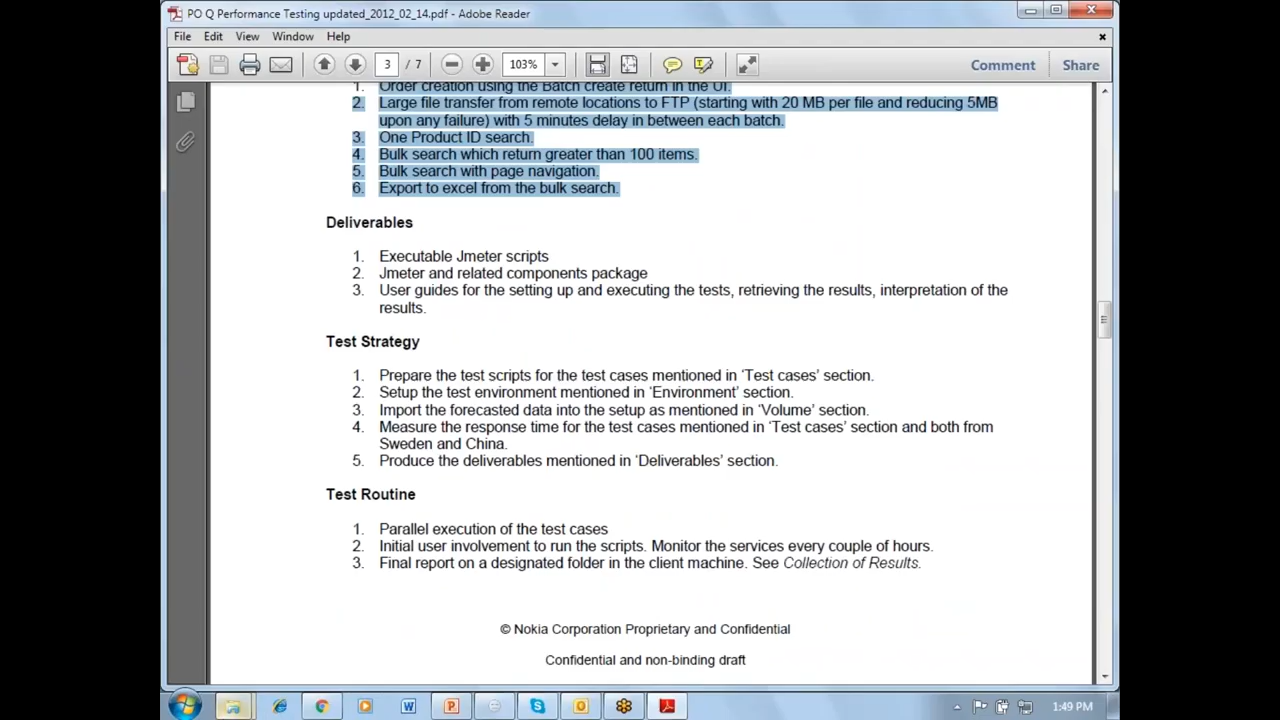 PO Q Performance Testing updated_2012_02_14.pdf - Adobe Reader
File Edit View Window Help
3 / 7 103% Comment Share
1. Order creation using the Batch create return in the UI.
2. Large file transfer from remote locations to FTP (starting with 20 MB per file and reducing 5MB
upon any failure) with 5 minutes delay in between each batch.
3. One Product ID search.
4. Bulk search which return greater than 100 items.
5. Bulk search with page navigation.
6. Export to excel from the bulk search.
Deliverables
1. Executable Jmeter scripts
2. Jmeter and related components package
3. User guides for the setting up and executing the tests, retrieving the results, interpretation of the
results.
Test Strategy
1. Prepare the test scripts for the test cases mentioned in ‘Test cases’ section.
2. Setup the test environment mentioned in ‘Environment’ section.
3. Import the forecasted data into the setup as mentioned in ‘Volume’ section.
4. Measure the response time for the test cases mentioned in ‘Test cases’ section and both from
Sweden and China.
5. Produce the deliverables mentioned in ‘Deliverables’ section.
Test Routine
1. Parallel execution of the test cases
2. Initial user involvement to run the scripts. Monitor the services every couple of hours.
3. Final report on a designated folder in the client machine. See Collection of Results.
© Nokia Corporation Proprietary and Confidential
Confidential and non-binding draft
1:49 PM